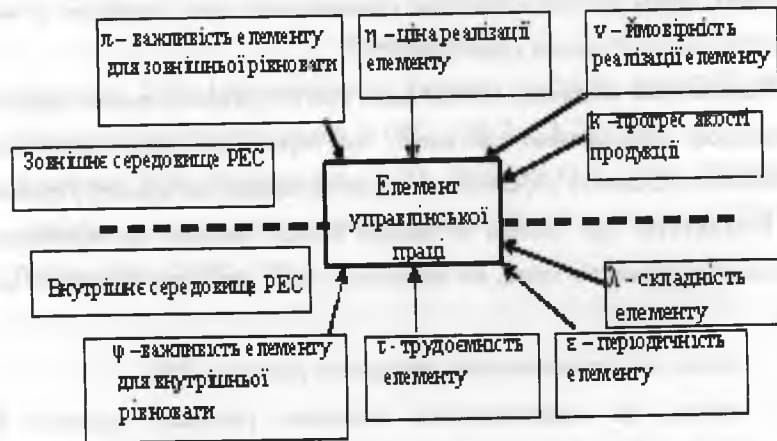 π – важливість елементу
для зовнішньої рівноваги
η – ціна реалізації
елементу
ν – ймовірність
реалізації елементу
k – прогрес якості
продукції
Зовнішнє середовище РЕС
Елемент
управлінської
праці
Внутрішнє середовище РЕС
λ - складність
елементу
ψ – важливість елементу
для внутрішньої
рівноваги
τ - трудоємність
елементу
ε – періодичність
елементу